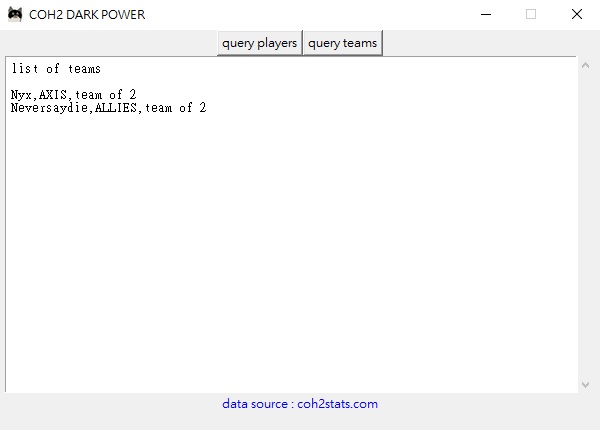 COH2 DARK POWER
query players query teams
list of teams
Nyx,AXIS,team of 2
Neversaydie,ALLIES,team of 2
data source : coh2stats.com